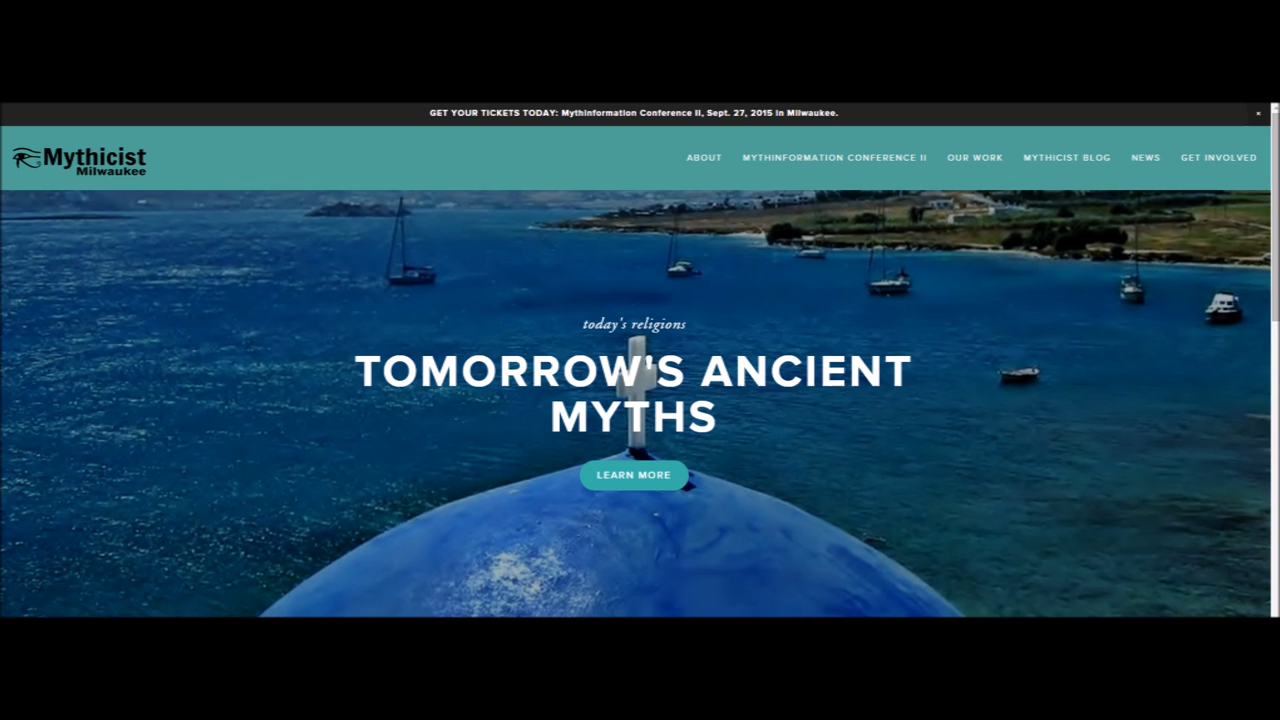 GET YOUR TICKETS TODAY: Mythinformation Conference II, Sept. 27, 2015 in Milwaukee.
×
Mythicist
Milwaukee
ABOUT MYTHINFORMATION CONFERENCE II OUR WORK MYTHICIST BLOG NEWS GET INVOLVED
today's religions
TOMORROW'S ANCIENT
MYTHS
LEARN MORE